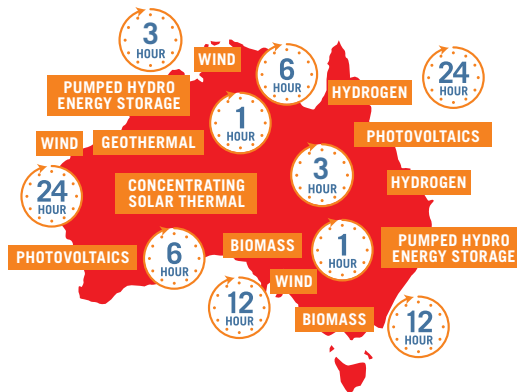 3
HOUR
WIND
6
HOUR
24
HOUR
PUMPED HYDRO
ENERGY STORAGE
HYDROGEN
1
HOUR
WIND
GEOTHERMAL
PHOTOVOLTAICS
3
HOUR
24
HOUR
CONCENTRATING
SOLAR THERMAL
HYDROGEN
PHOTOVOLTAICS
6
HOUR
BIOMASS
1
HOUR
PUMPED HYDRO
ENERGY STORAGE
WIND
12
HOUR
BIOMASS
12
HOUR